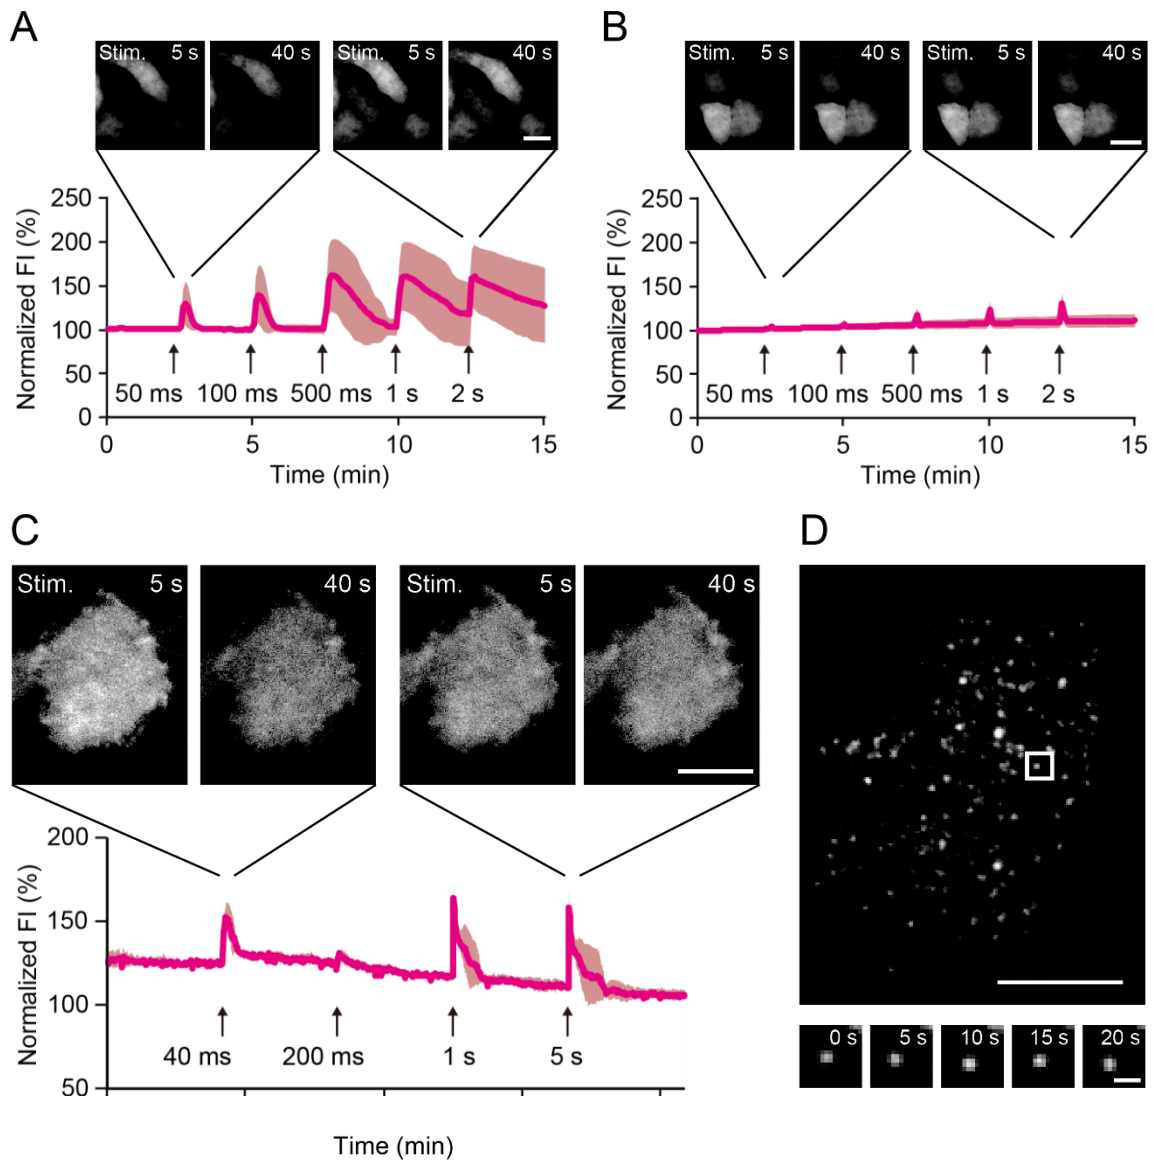 A
Stim. 5 s 40 s 5 s 40 s
Normalized FI (%)
250
200
150
100
50
0
50 ms 100 ms 500 ms 1 s 2 s
0 5 10 15
Time (min)
B
Stim. 5 s 40 s Stim. 5 s 40 s
Normalized FI (%)
250
200
150
100
50
0
50 ms 100 ms 500 ms 1 s 2 s
0 5 10 15
Time (min)
C
Stim. 5 s 40 s Stim. 5 s 40 s
Normalized FI (%)
200
150
100
50
40 ms 200 ms 1 s 5 s
Time (min)
D
0 s 5 s 10 s 15 s 20 s